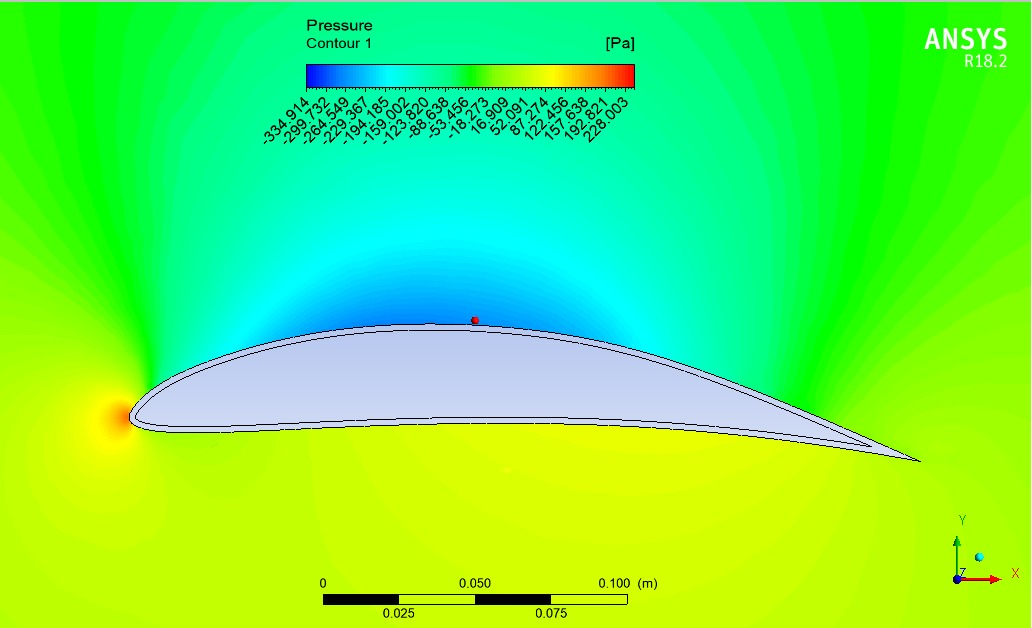 Pressure
Contour 1
[Pa]
ANSYS
R18.2
-334.914
-299.732
-264.549
-229.367
-194.185
-159.002
-123.820
-88.638
-53.456
-18.273
16.909
52.091
87.274
122.456
157.638
192.821
228.003
Y
Z
X
0 0.050 0.100 (m)
0.025 0.075